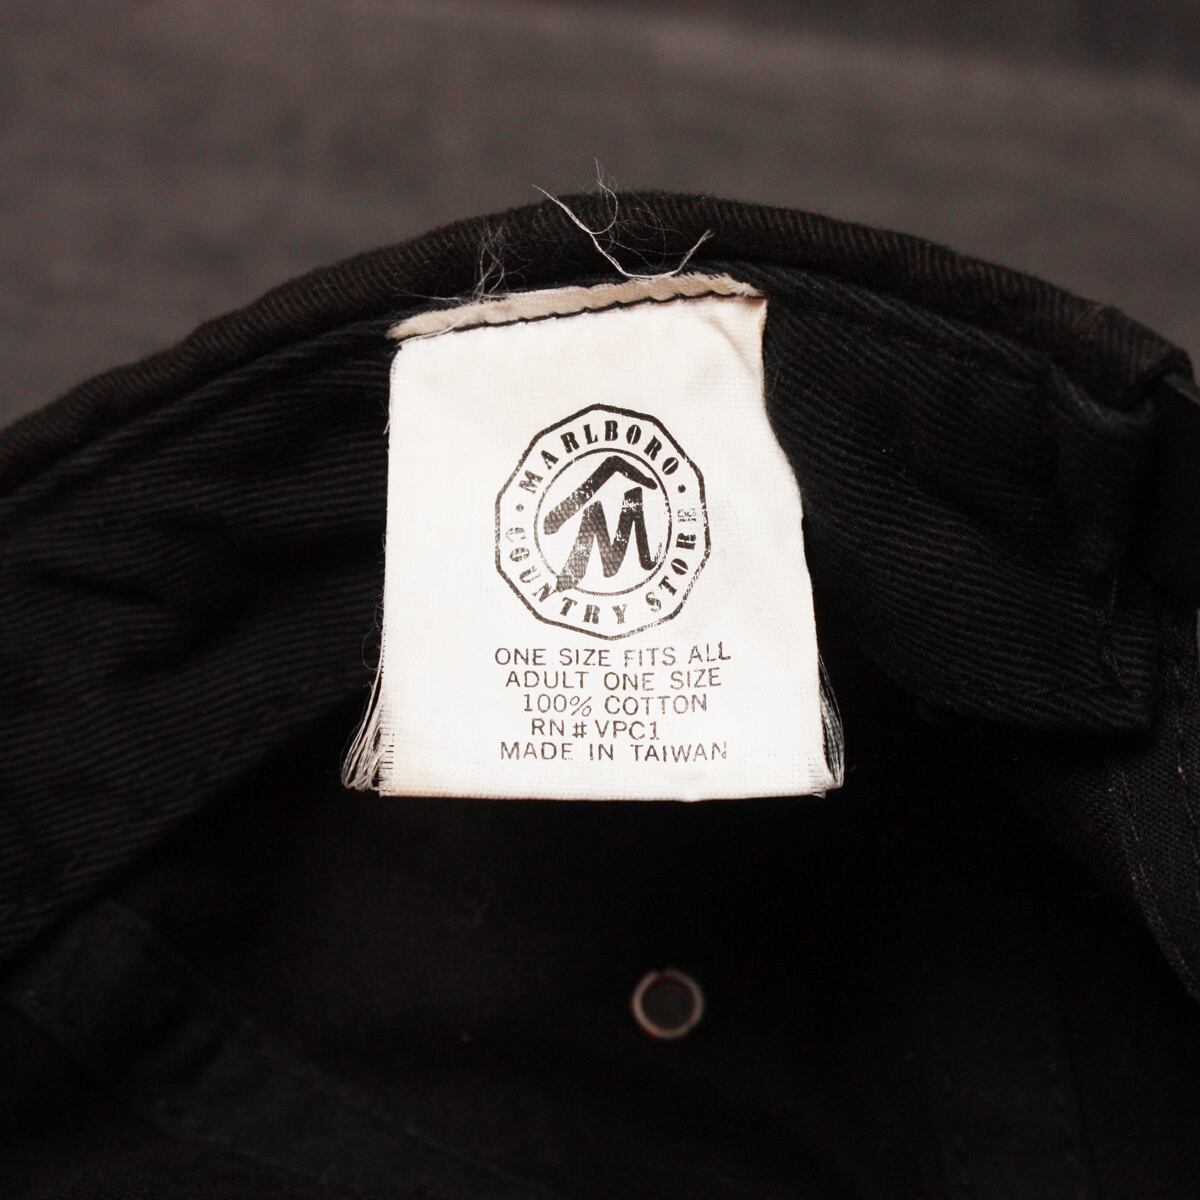 MARLBORO
COUNTRY STORE
M
ONE SIZE FITS ALL
ADULT ONE SIZE
100% COTTON
RN # VPC1
MADE IN TAIWAN